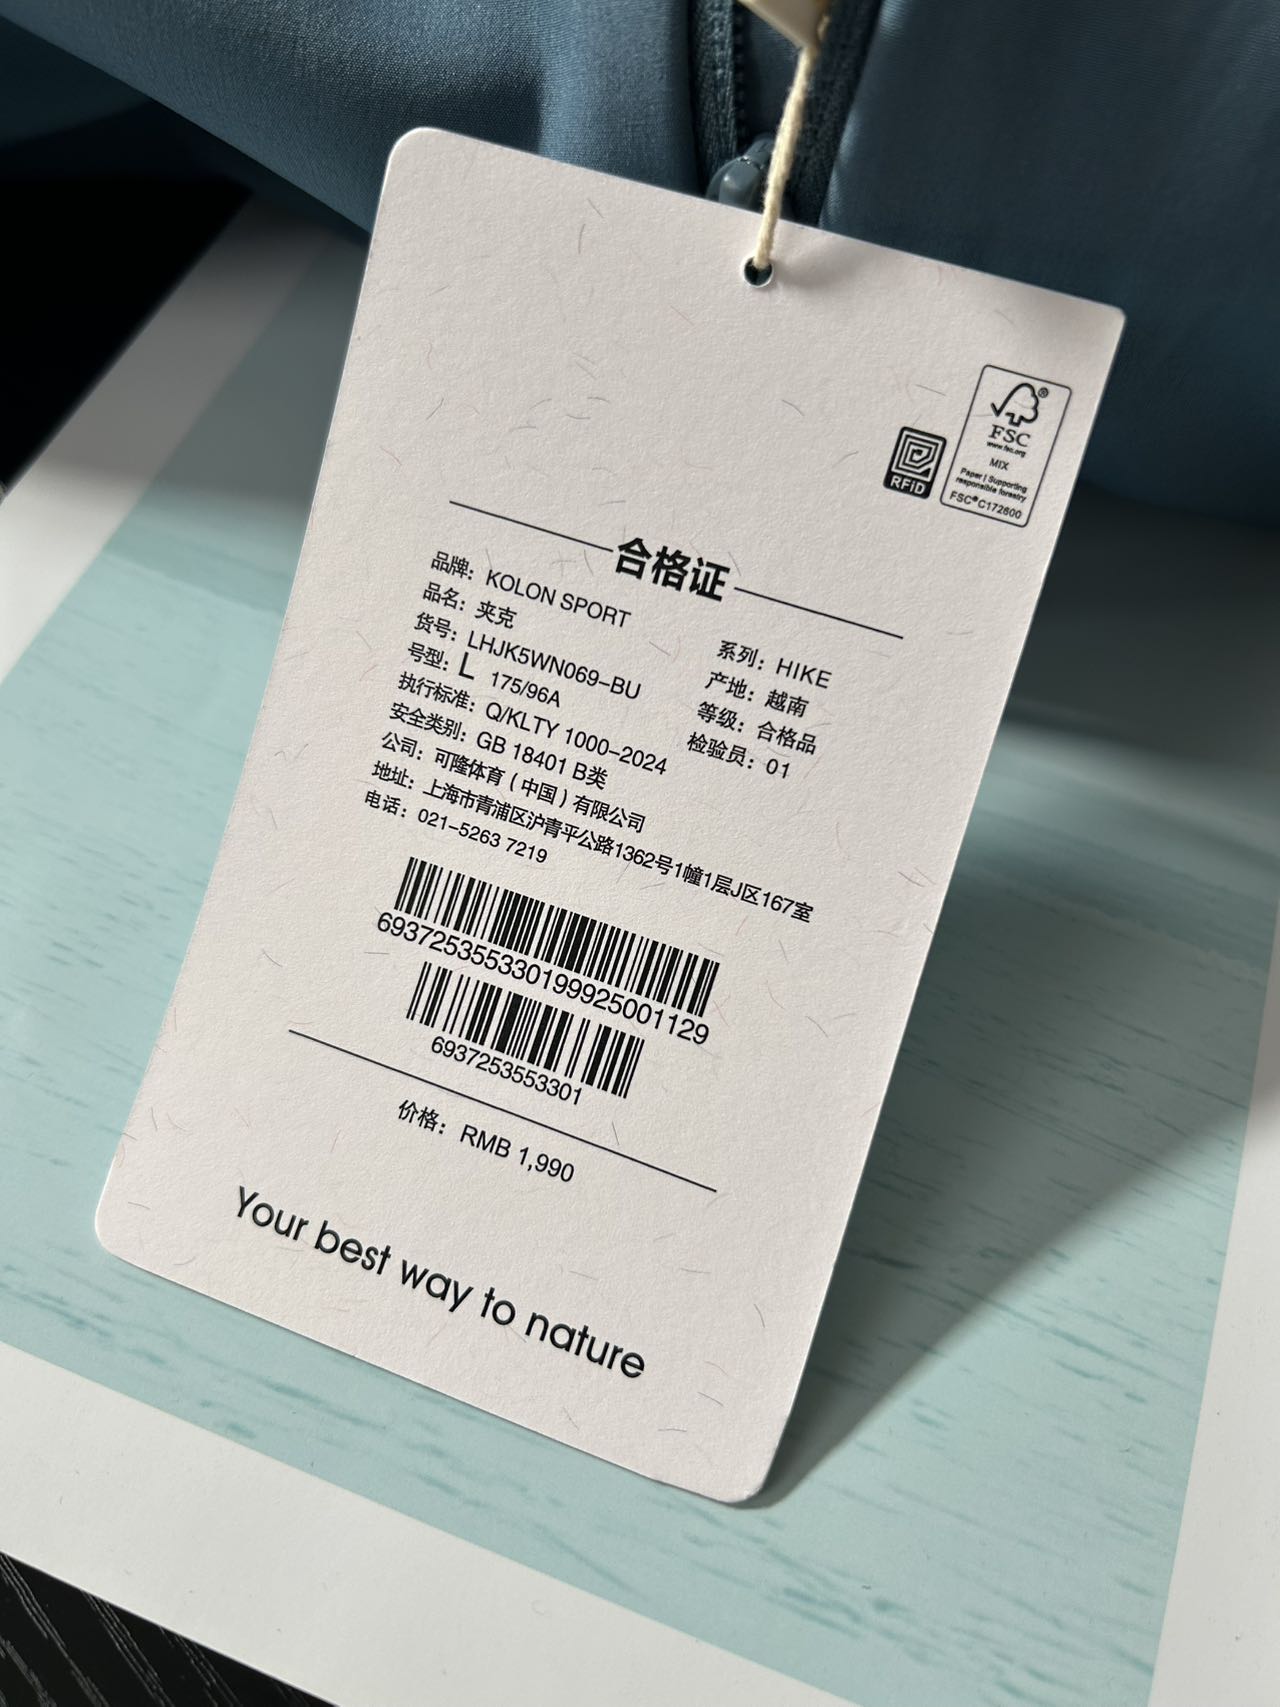 FSC®
www.fsc.org
MIX
Paper | Supporting
responsible forestry
FSC® C172600
RFiD
合格证
品牌：KOLON SPORT
品名：夹克
货号：LHJK5WN069-BU
号型：L 175/96A
执行标准：Q/KLTY 1000-2024
安全类别：GB 18401 B类
系列：HIKE
产地：越南
等级：合格品
检验员：01
公司：可隆体育（中国）有限公司
地址：上海市青浦区沪青平公路1362号1幢1层J区167室
电话：021-5263 7219
693725355330199925001129
6937253553301
价格：RMB 1,990
Your best way to nature